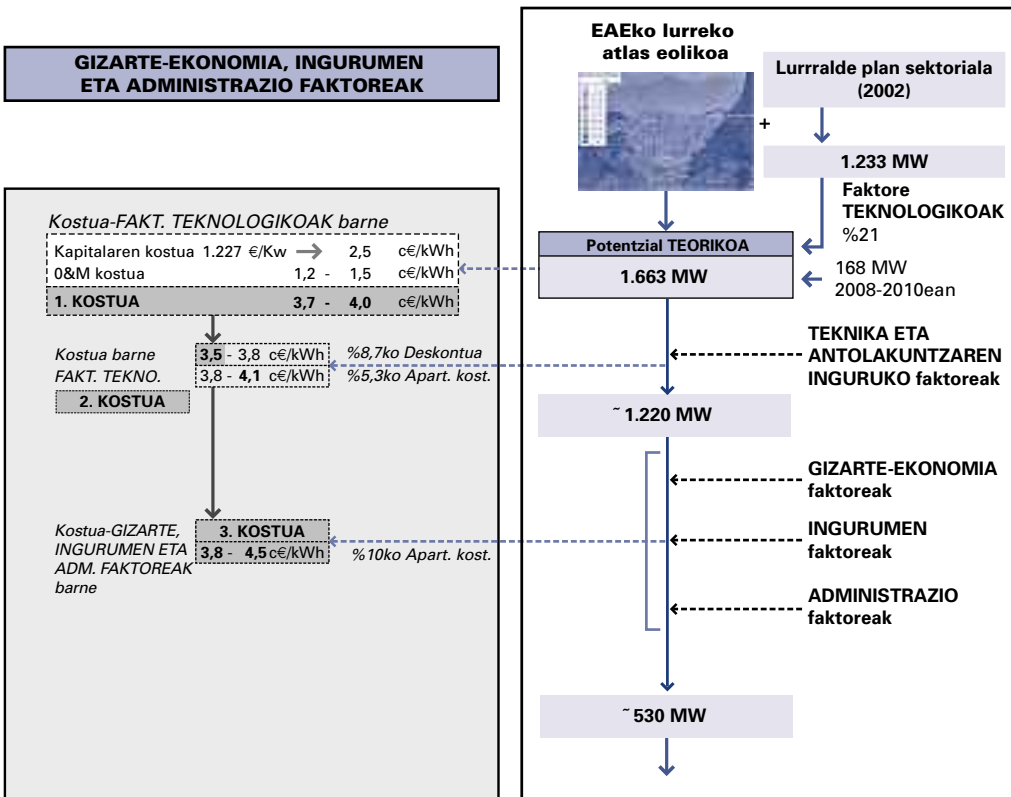 GIZARTE-EKONOMIA, INGURUMEN
ETA ADMINISTRAZIO FAKTOREAK
Kostua-FAKT. TEKNOLOGIKOAK barne
Kapitalaren kostua 1.227 €/Kw → 2,5 c€/kWh
0&M kostua 1,2 - 1,5 c€/kWh
1. KOSTUA 3,7 - 4,0 c€/kWh
Kostua barne 3,5 - 3,8 c€/kWh %8,7ko Deskontua
FAKT. TEKNO. 3,8 - 4,1 c€/kWh %5,3ko Apart. kost.
2. KOSTUA
Kostua-GIZARTE,
INGURUMEN ETA
ADM. FAKTOREAK
barne
3. KOSTUA
3,8 - 4,5 c€/kWh %10ko Apart. kost.
EAEko lurreko
atlas eolikoa
+
Lurrralde plan sektoriala
(2002)
1.233 MW
Faktore
TEKNOLOGIKOAK
%21
Potentzial TEORIKOA
1.663 MW
168 MW
2008-2010ean
TEKNIKA ETA
ANTOLAKUNTZAREN
INGURUKO faktoreak
~ 1.220 MW
GIZARTE-EKONOMIA
faktoreak
INGURUMEN
faktoreak
ADMINISTRAZIO
faktoreak
~ 530 MW